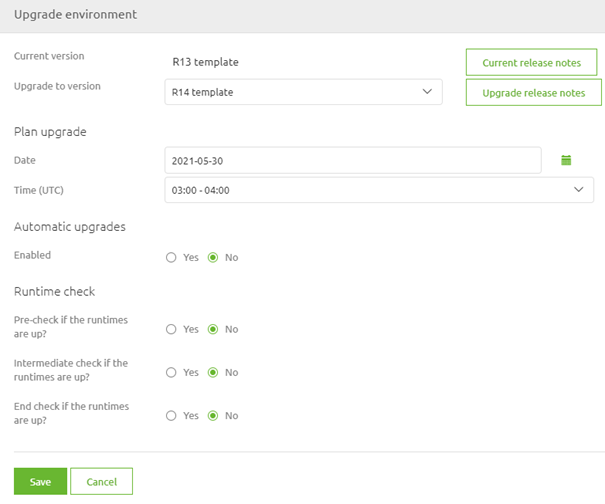 Upgrade environment
Current version R13 template Current release notes
Upgrade to version R14 template Upgrade release notes
Plan upgrade
Date 2021-05-30
Time (UTC) 03:00 - 04:00
Automatic upgrades
Enabled Yes No
Runtime check
Pre-check if the runtimes
are up? Yes No
Intermediate check if the
runtimes are up? Yes No
End check if the runtimes
are up? Yes No
Save Cancel